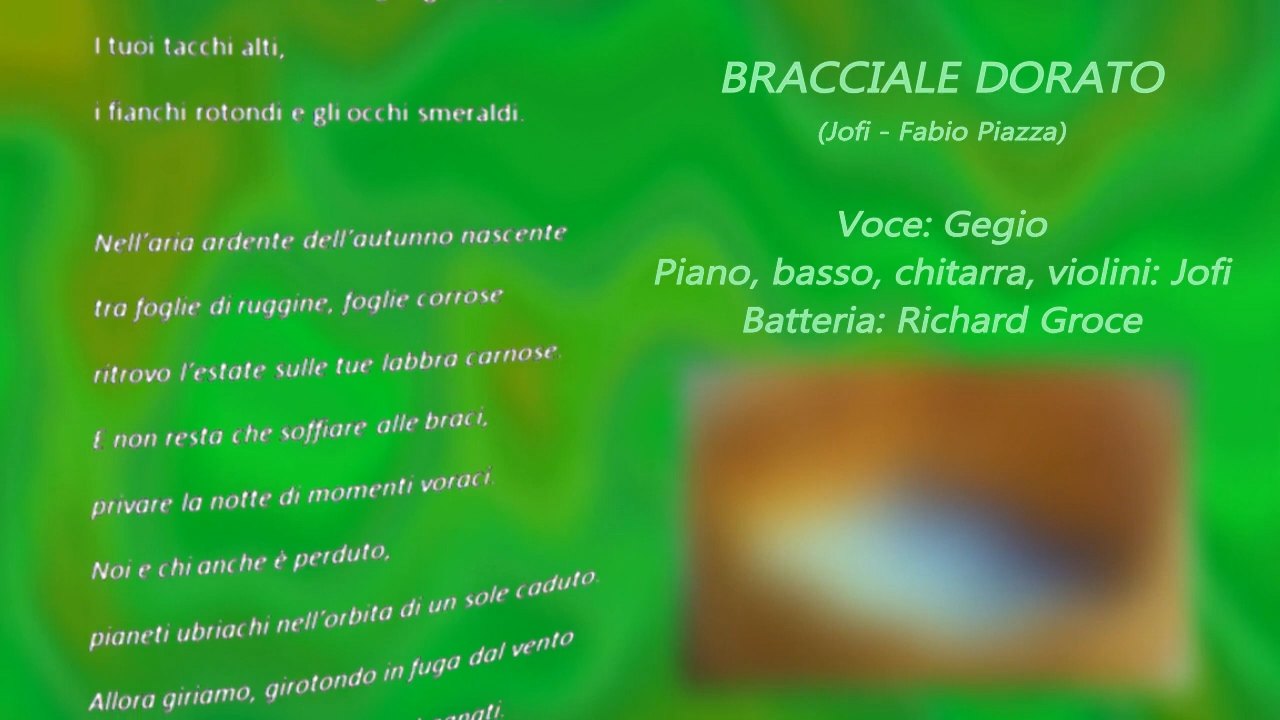 I tuoi tacchi alti,
i fianchi rotondi e gli occhi smeraldi.
Nell'aria ardente dell'autunno nascente
tra foglie di ruggine, foglie corrose
ritrovo l'estate sulle tue labbra carnose.
E non resta che soffiare alle braci,
privare la notte di momenti voraci.
Noi e chi anche è perduto,
pianeti ubriachi nell'orbita di un sole caduto.
Allora giriamo, girotondo in fuga dal vento
BRACCIALE DORATO
(Jofi - Fabio Piazza)
Voce: Gegio
Piano, basso, chitarra, violini: Jofi
Batteria: Richard Groce